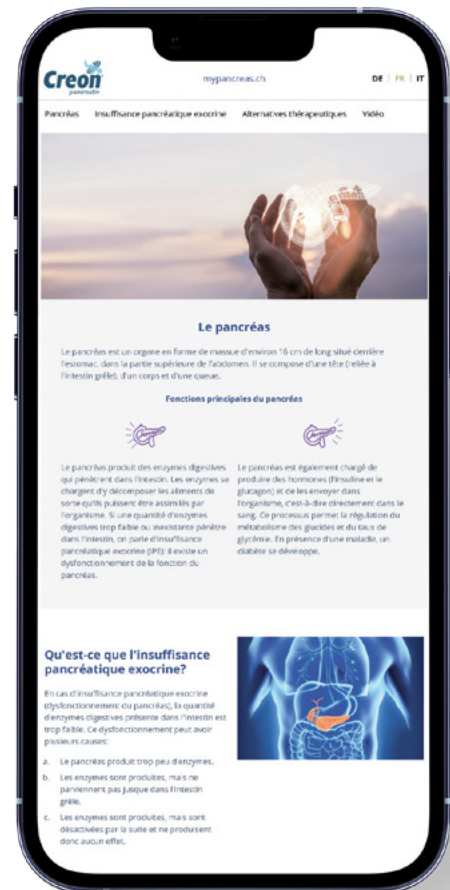 Creon
pancreatin
mypancreas.ch
DE | FR | IT
Pancréas Insuffisance pancréatique exocrine Alternatives thérapeutiques Vidéo
Le pancréas
Le pancréas est un organe en forme de massue d'environ 16 cm de long situé derrière
l'estomac, dans la partie supérieure de l'abdomen. Il se compose d'une tête (reliée à
l'intestin grêle), d'un corps et d'une queue.
Fonctions principales du pancréas
Le pancréas produit des enzymes digestives
qui pénètrent dans l'intestin. Les enzymes se
chargent d'y décomposer les aliments de
sorte qu'ils puissent être assimilés par
l'organisme. Si une quantité d'enzymes
digestives trop faible ou inexistante pénètre
dans l'intestin, on parle d'insuffisance
pancréatique exocrine (IPE): il existe un
dysfonctionnement de la fonction du
pancréas.
Le pancréas est également chargé de
produire des hormones (l'insuline et le
glucagon) et de les envoyer dans
l'organisme, c'est-à-dire directement dans le
sang. Ce processus permet la régulation du
métabolisme des glucides et du taux de
glycémie. En présence d'une maladie, un
diabète se développe.
Qu'est-ce que l'insuffisance
pancréatique exocrine?
En cas d'insuffisance pancréatique exocrine
(dysfonctionnement du pancréas), la quantité
d'enzymes digestives présente dans l'intestin est
trop faible. Ce dysfonctionnement peut avoir
plusieurs causes:
a. Le pancréas produit trop peu d'enzymes.
b. Les enzymes sont produites, mais ne
parviennent pas jusque dans l'intestin
grêle.
c. Les enzymes sont produites, mais sont
désactivées par la suite et ne produisent
donc aucun effet.